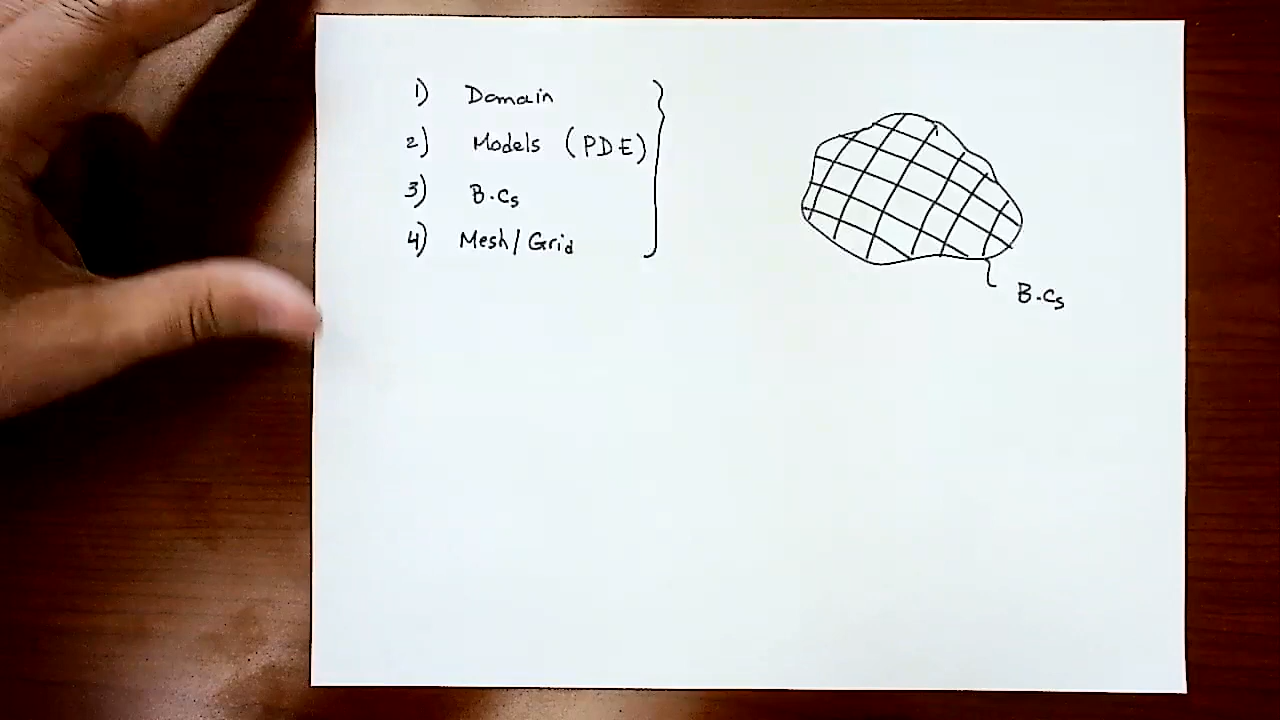 1) Domain
2) Models (PDE)
3) B.Cs
4) Mesh/Grid
B.Cs